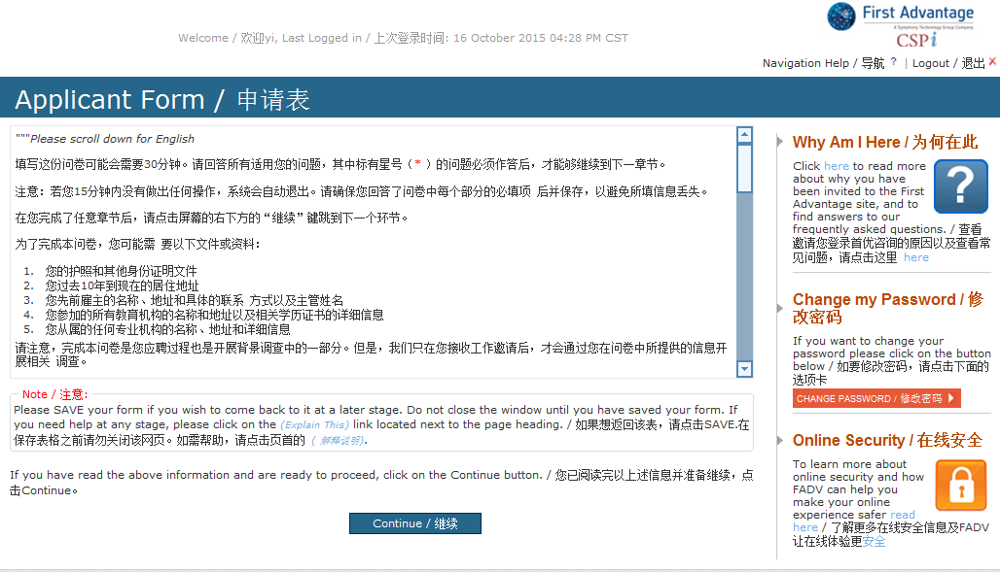 First Advantage
A Symphony Technology Group Company
CSPi
Welcome / 欢迎yi, Last Logged in / 上次登录时间: 16 October 2015 04:28 PM CST
Navigation Help / 导航 ? | Logout / 退出 X
Applicant Form / 申请表
"""Please scroll down for English
填写这份问卷可能会需要30分钟。请回答所有适用您的问题，其中标有星号（* ）的问题必须作答后，才能够继续到下一章节。
注意：若您15分钟内没有做出任何操作，系统会自动退出。请确保您回答了问卷中每个部分的必填项 后并保存，以避免所填信息丢失。
在您完成了任意章节后，请点击屏幕的右下方的“继续”键跳到下一个环节。
为了完成本问卷，您可能需 要以下文件或资料：
1. 您的护照和其他身份证明文件
2. 您过去10年到现在的居住地址
3. 您先前雇主的名称、地址和具体的联系 方式以及主管姓名
4. 您参加的所有教育机构的名称和地址以及相关学历证书的详细信息
5. 您从属的任何专业机构的名称、地址和详细信息
请注意，完成本问卷是您应聘过程也是开展背景调查中的一部分。但是，我们只在您接收工作邀请后，才会通过您在问卷中所提供的信息开
展相关 调查。
Note / 注意:
Please SAVE your form if you wish to come back to it at a later stage. Do not close the window until you have saved your form. If
you need help at any stage, please click on the (Explain This) link located next to the page heading. / 如果想返回该表，请点击SAVE.在
保存表格之前请勿关闭该网页。如需帮助，请点击页首的 ( 解释说明)。
If you have read the above information and are ready to proceed, click on the Continue button. / 您已阅读完以上述信息并准备继续，点
击Continue。
Continue / 继续
Why Am I Here / 为何在此
Click here to read more
about why you have
been invited to the First
Advantage site, and to
find answers to our
frequently asked questions. / 查看
邀请您登录首优咨询的原因以及查看常
见问题，请点击这里 here
?
Change my Password / 修
改密码
If you want to change your
password please click on the button
below / 如要修改密码，请点击下面的
选项卡
CHANGE PASSWORD / 修改密码
Online Security / 在线安全
To learn more about
online security and how
FADV can help you
make your online
experience safer read
here / 了解更多在线安全信息及FADV
让在线体验更安全